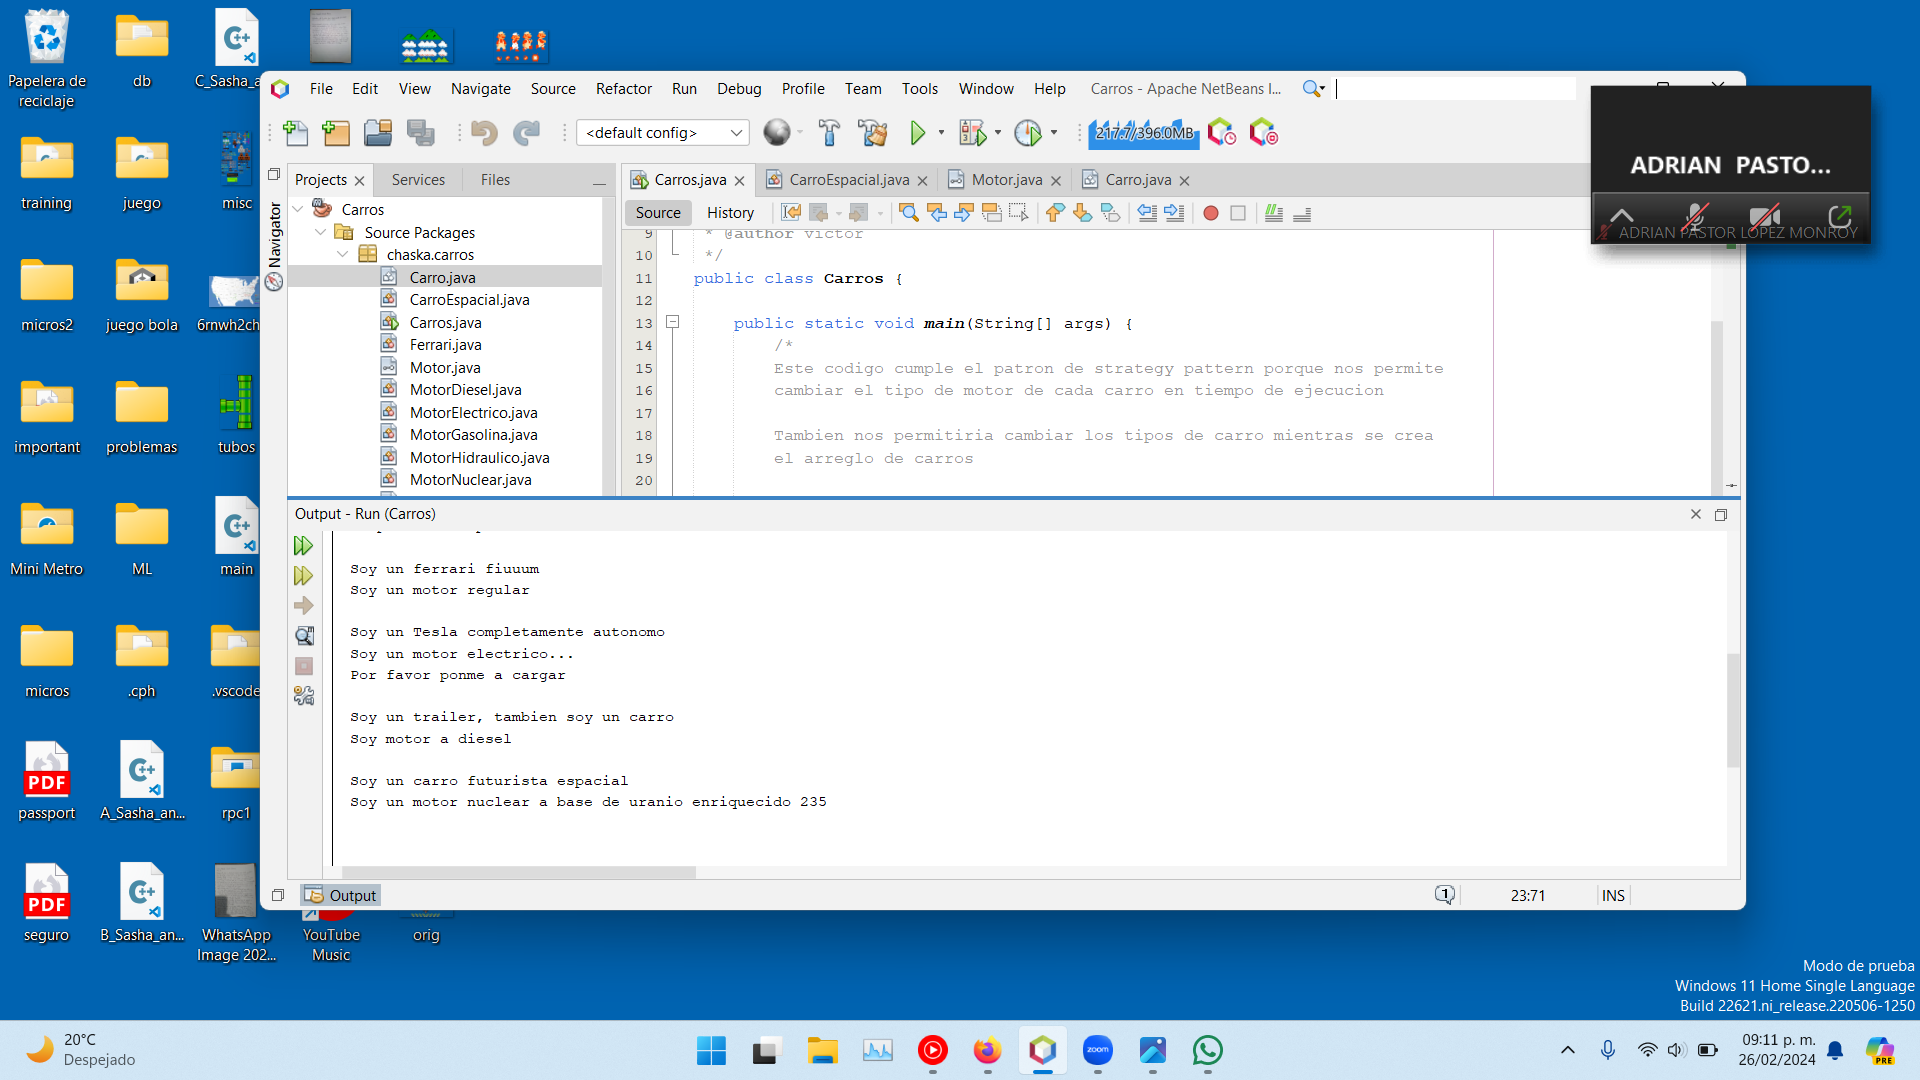 Papelera de
reciclaje
db
C_Sasha_a
training
juego
misc
micros2
juego bola
6rnwh2ch
important
problemas
tubos
Mini Metro
ML
main
micros
.cph
.vscode
passport
A_Sasha_an...
rpc1
seguro
B_Sasha_an...
WhatsApp
Image 202...
YouTube
Music
orig
PDF
PDF
File Edit View Navigate Source Refactor Run Debug Profile Team Tools Window Help Carros - Apache NetBeans I...
<default config>
217.7/396.0MB
Projects
Services
Files
Navigator
Carros
Source Packages
chaska.carros
Carro.java
CarroEspacial.java
Carros.java
Ferrari.java
Motor.java
MotorDiesel.java
MotorElectrico.java
MotorGasolina.java
MotorHidraulico.java
MotorNuclear.java
Carros.java
CarroEspacial.java
Motor.java
Carro.java
Source
History
9 * @author victor
10 */
11 public class Carros {
12
13 public static void main(String[] args) {
14 /*
15 Este codigo cumple el patron de strategy pattern porque nos permite
16 cambiar el tipo de motor de cada carro en tiempo de ejecucion
17
18 Tambien nos permitiria cambiar los tipos de carro mientras se crea
19 el arreglo de carros
20
ADRIAN PASTO...
ADRIAN PASTOR LOPEZ MONROY
Output - Run (Carros)
Soy un ferrari fiuuum
Soy un motor regular
Soy un Tesla completamente autonomo
Soy un motor electrico...
Por favor ponme a cargar
Soy un trailer, tambien soy un carro
Soy motor a diesel
Soy un carro futurista espacial
Soy un motor nuclear a base de uranio enriquecido 235
Output
1
23:71
INS
Modo de prueba
Windows 11 Home Single Language
Build 22621.ni_release.220506-1250
20°C
Despejado
zoom
09:11 p. m.
26/02/2024
PRE